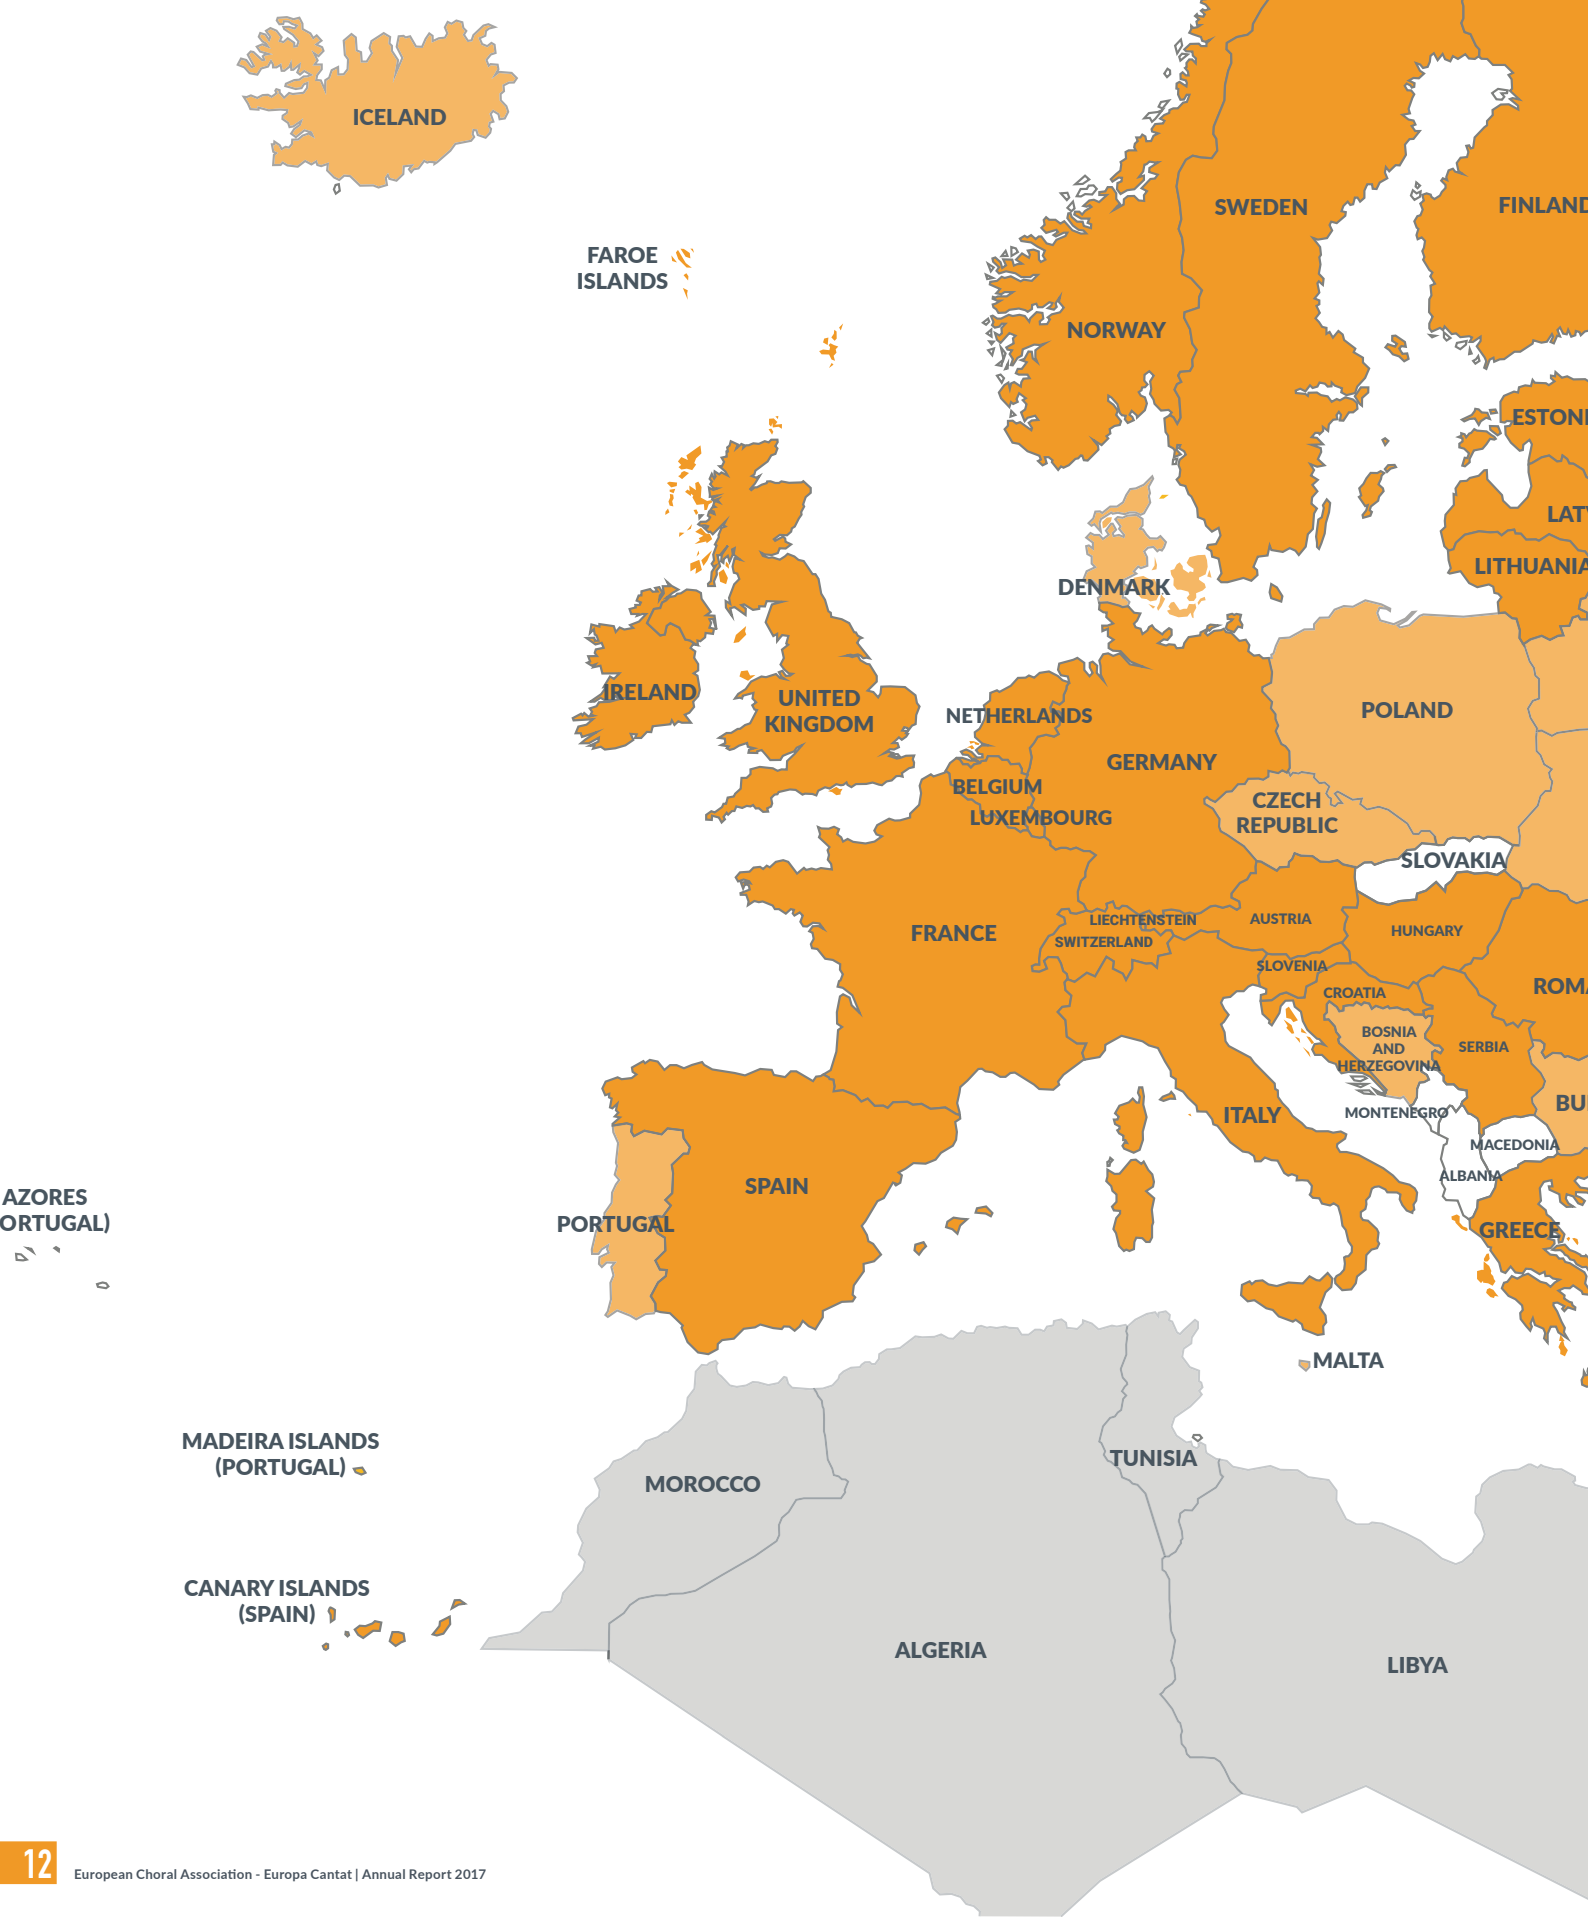 ICELAND
SWEDEN
FINLAND
FAROE
ISLANDS
NORWAY
ESTONI
LATV
LITHUANIA
DENMARK
IRELAND
UNITED
KINGDOM
NETHERLANDS
POLAND
GERMANY
BELGIUM
CZECH
REPUBLIC
LUXEMBOURG
SLOVAKIA
FRANCE
LIECHTENSTEIN
SWITZERLAND
AUSTRIA
HUNGARY
SLOVENIA
ROMA
CROATIA
BOSNIA
AND
HERZEGOVINA
SERBIA
BU
ITALY
MONTENEGRO
MACEDONIA
ALBANIA
SPAIN
AZORES
ORTUGAL)
PORTUGAL
GREECE
MALTA
MADEIRA ISLANDS
(PORTUGAL)
TUNISIA
MOROCCO
CANARY ISLANDS
(SPAIN)
ALGERIA
LIBYA
12
European Choral Association - Europa Cantat | Annual Report 2017